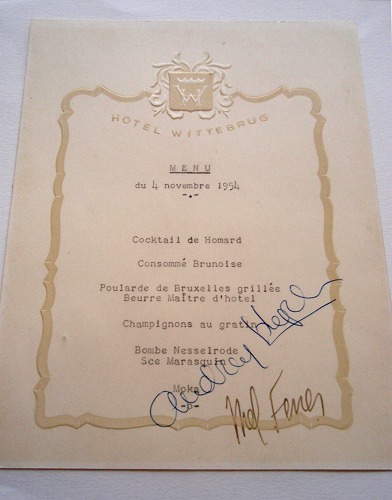 W
HÔTEL WITTEBRUG
MENU
du 4 novembre 1954
-.-
Cocktail de Homard
Consommé Brunoise
Poularde de Bruxelles grillée
Beurre Maître d'hotel
Champignons au gratin
Bombe Nesselrode
Sce Marasquin
Moka
-o-
Audrey Hepburn
Mel Ferrer